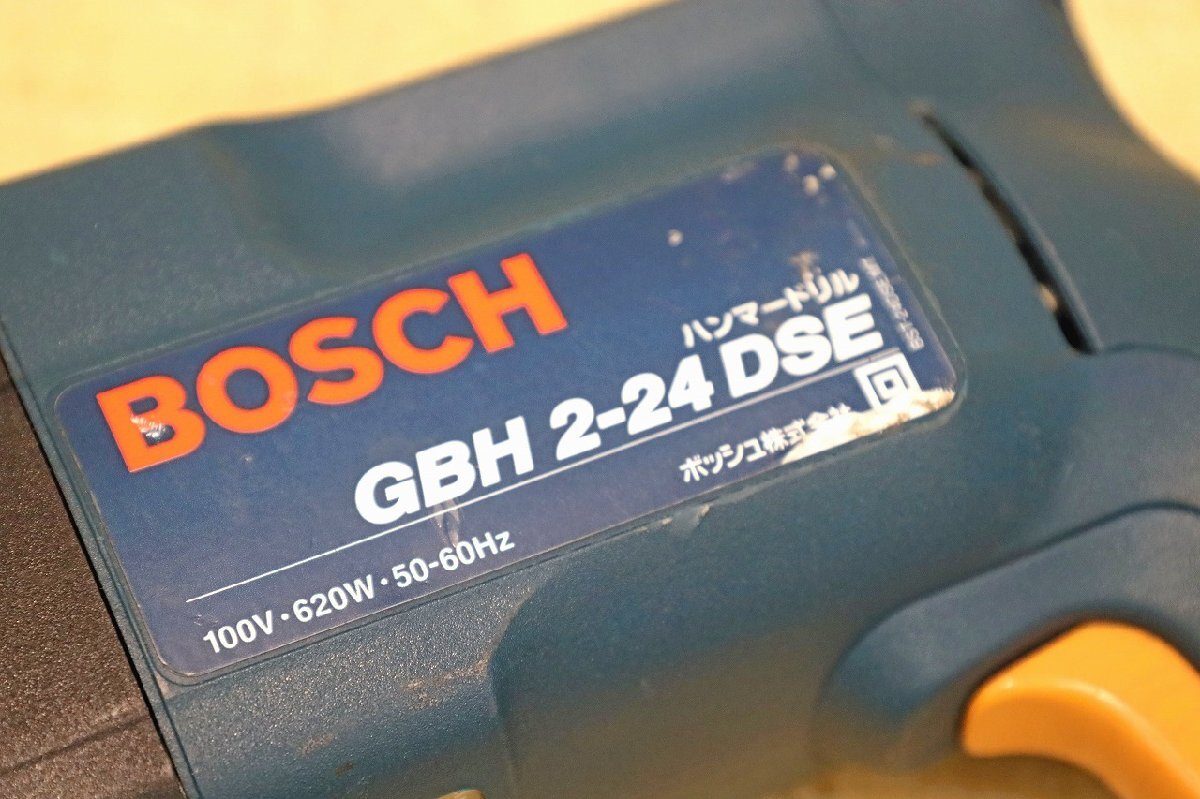 BOSCH
ハンマードリル
GBH 2-24 DSE
ボッシュ株式会社
100V・620W・50-60Hz